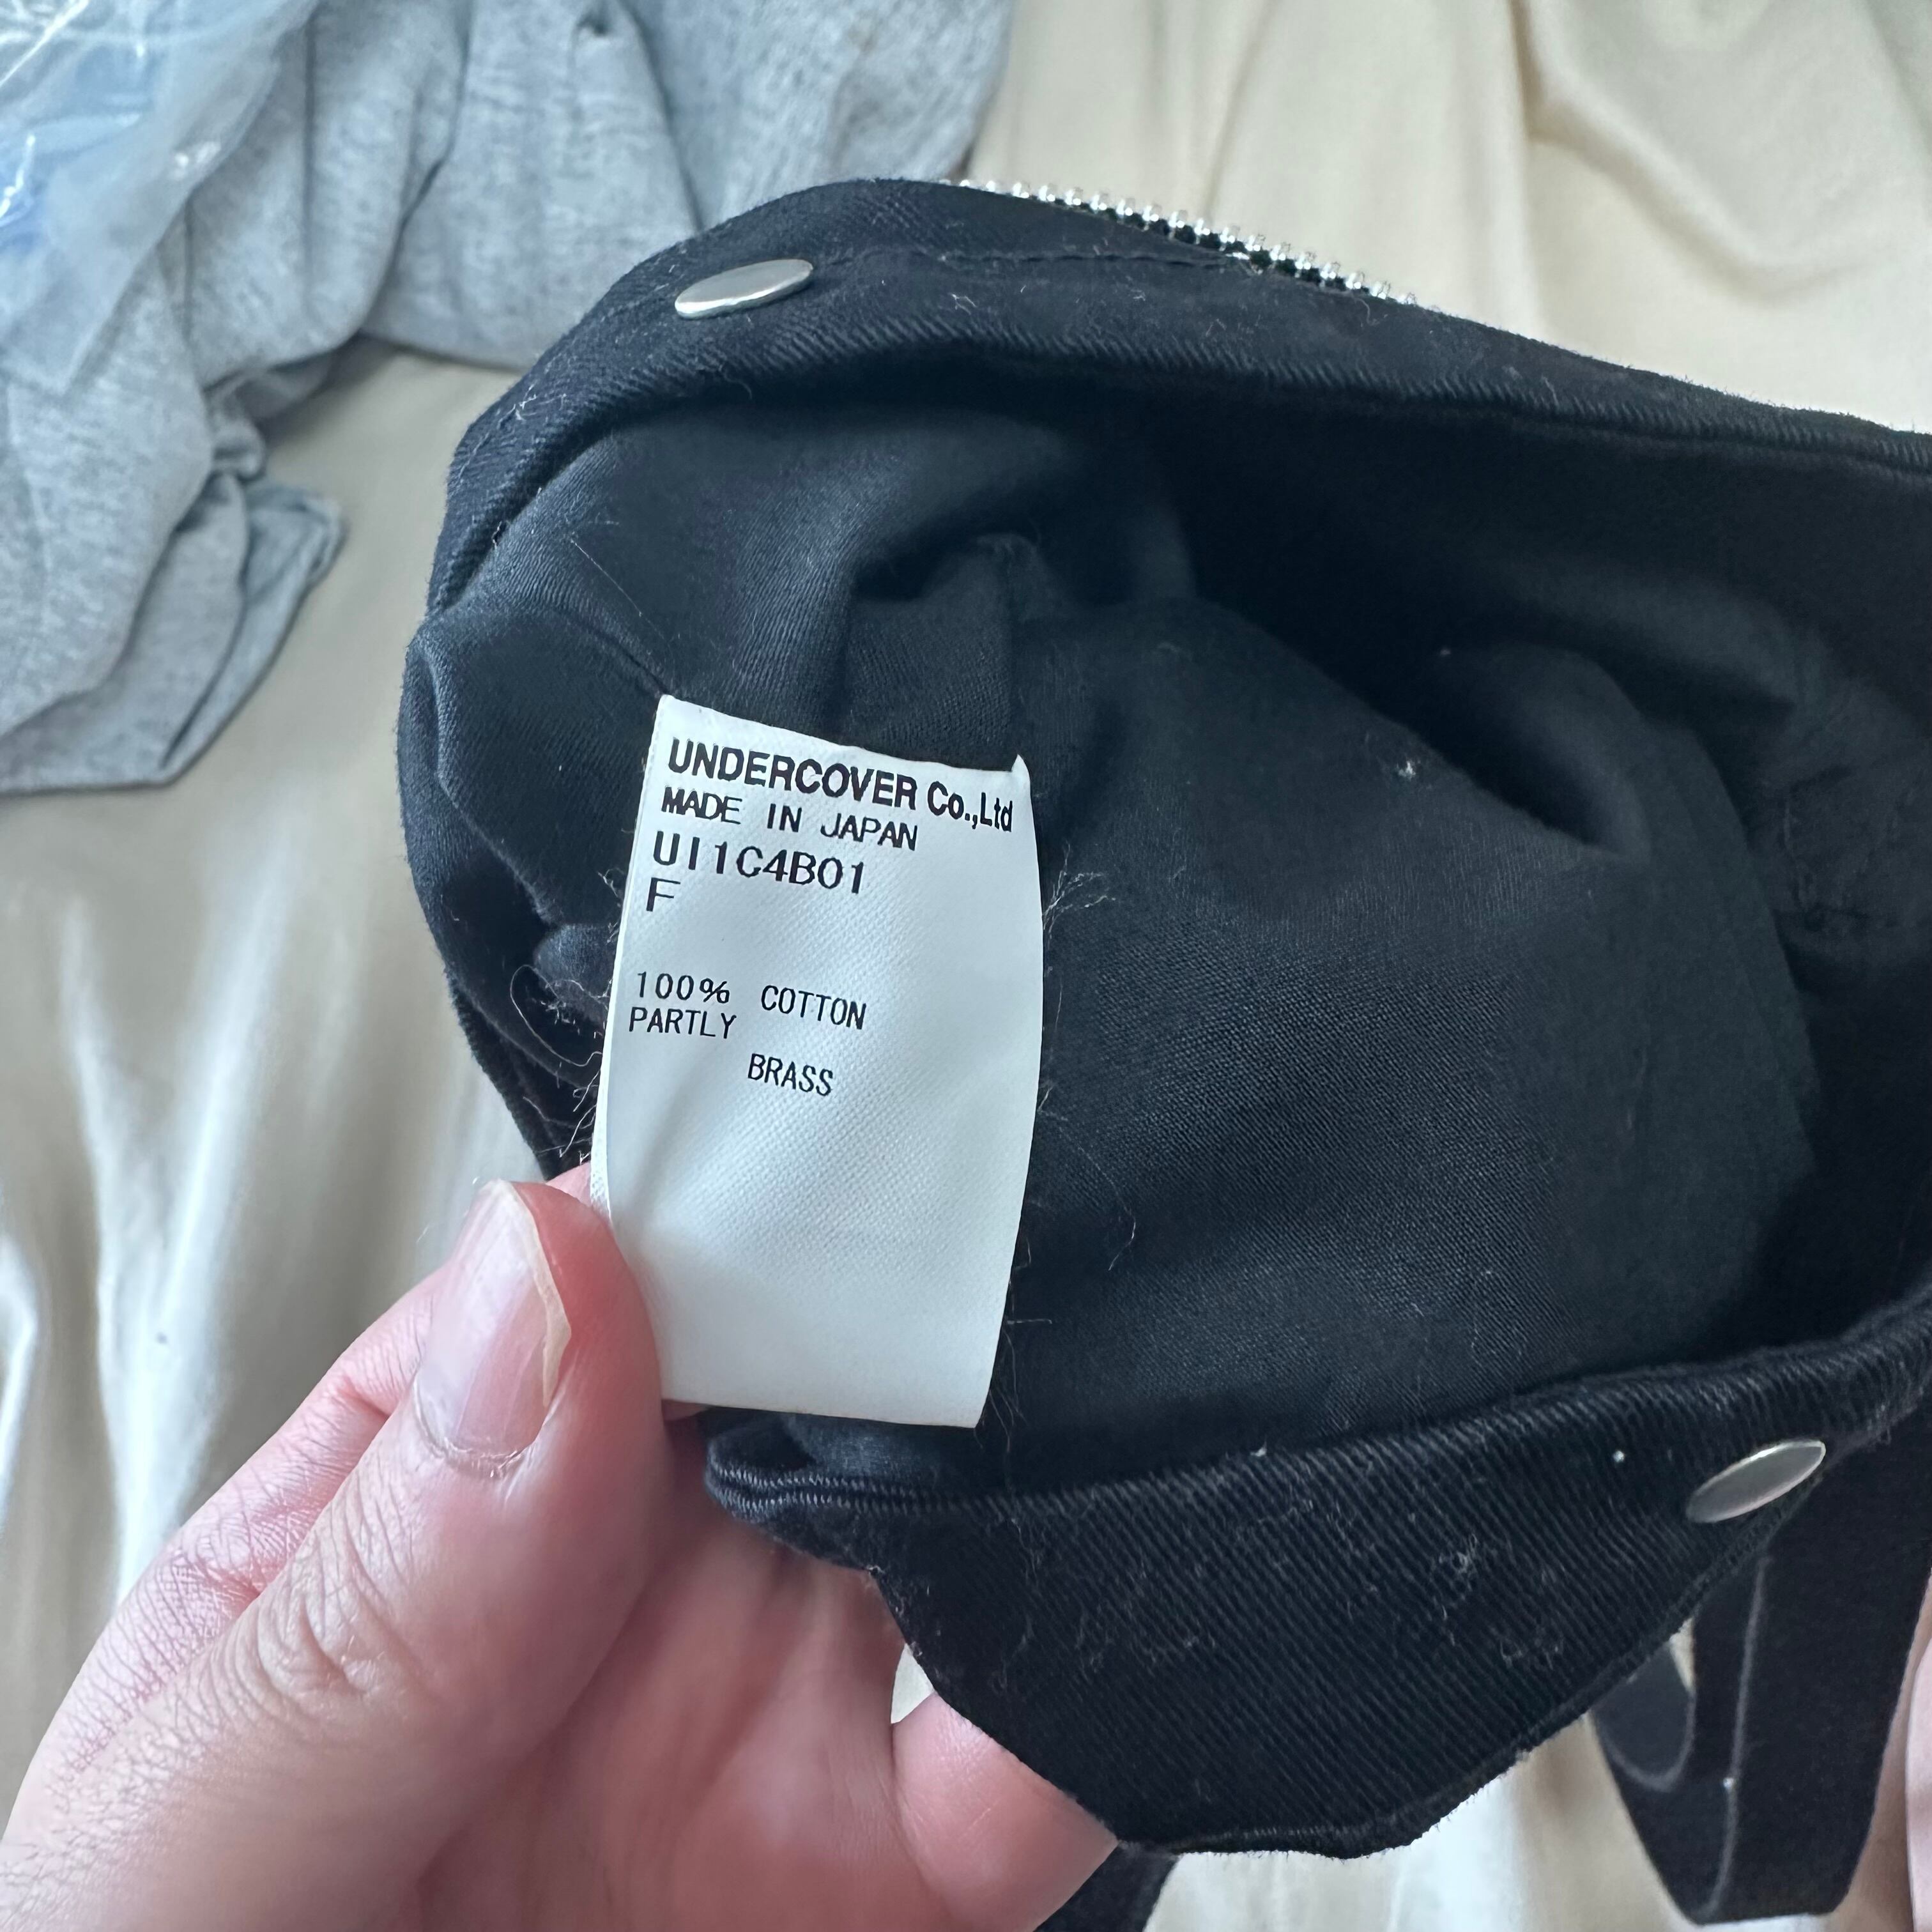 UNDERCOVER Co.,Ltd
MADE IN JAPAN
UI1C4B01
F
100% COTTON
PARTLY
BRASS